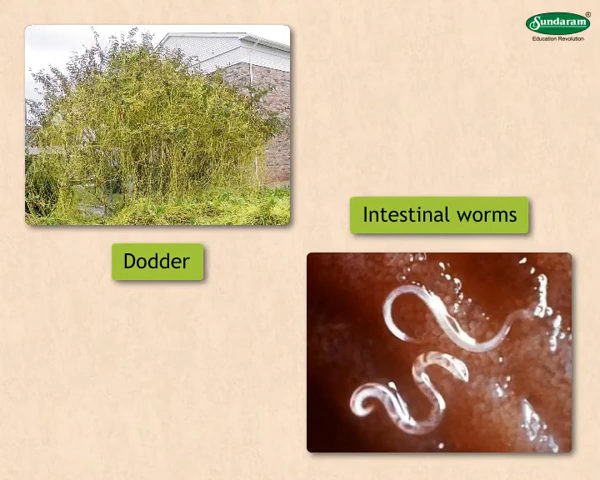 Sundaram®
Education Revolution
Intestinal worms
Dodder